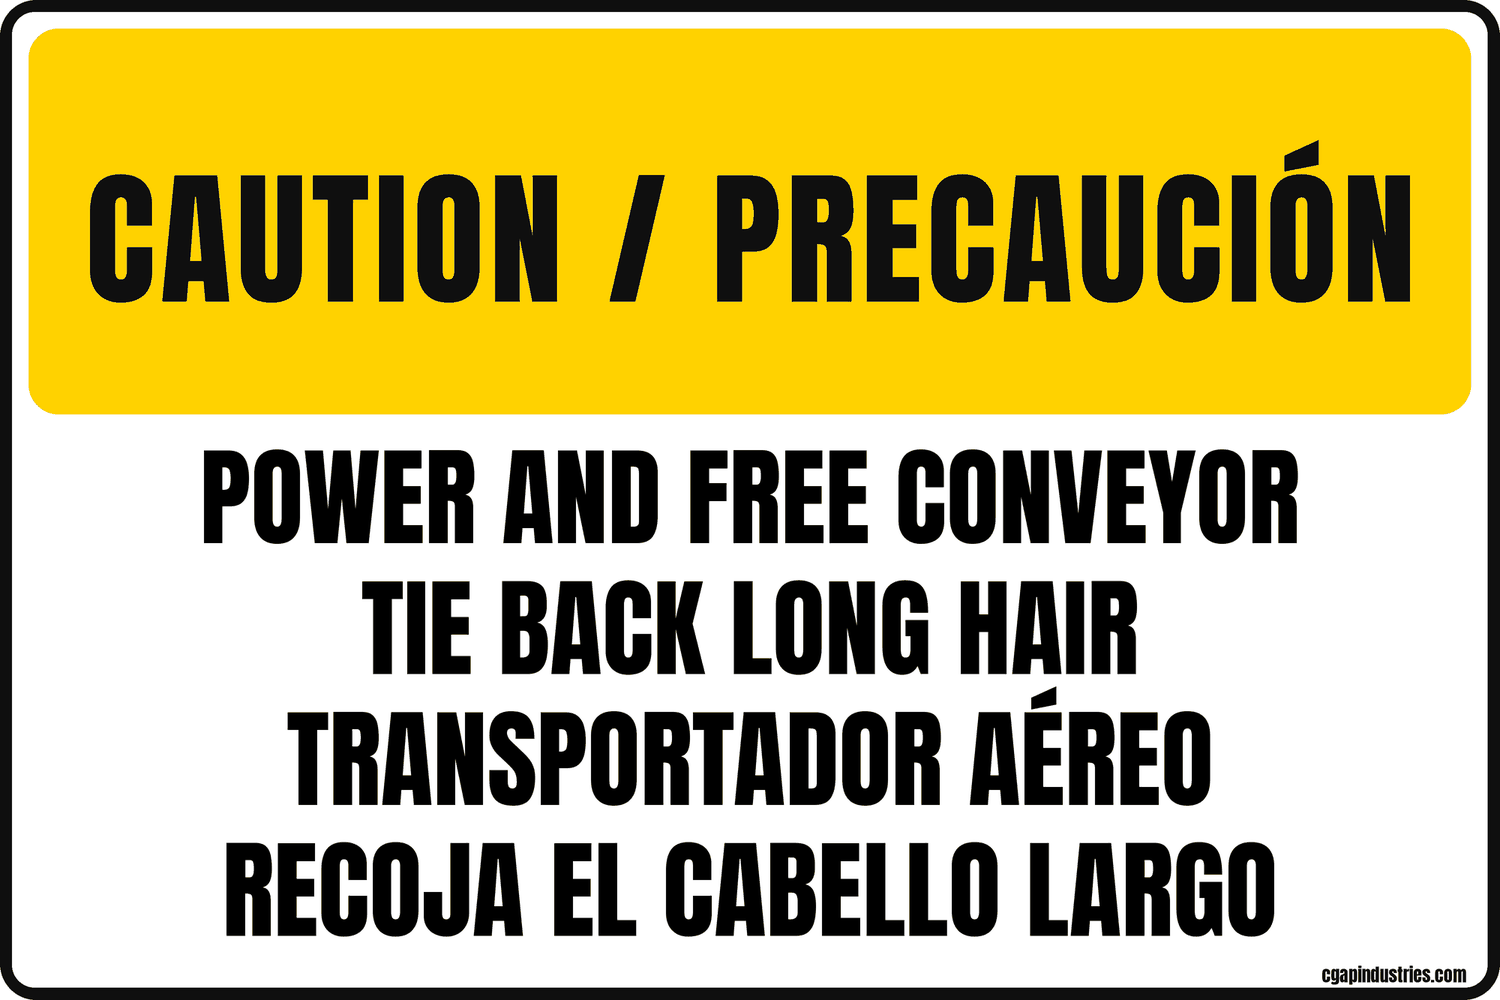 CAUTION / PRECAUCIÓN
POWER AND FREE CONVEYOR
TIE BACK LONG HAIR
TRANSPORTADOR AÉREO
RECOJA EL CABELLO LARGO
cgapindustries.com